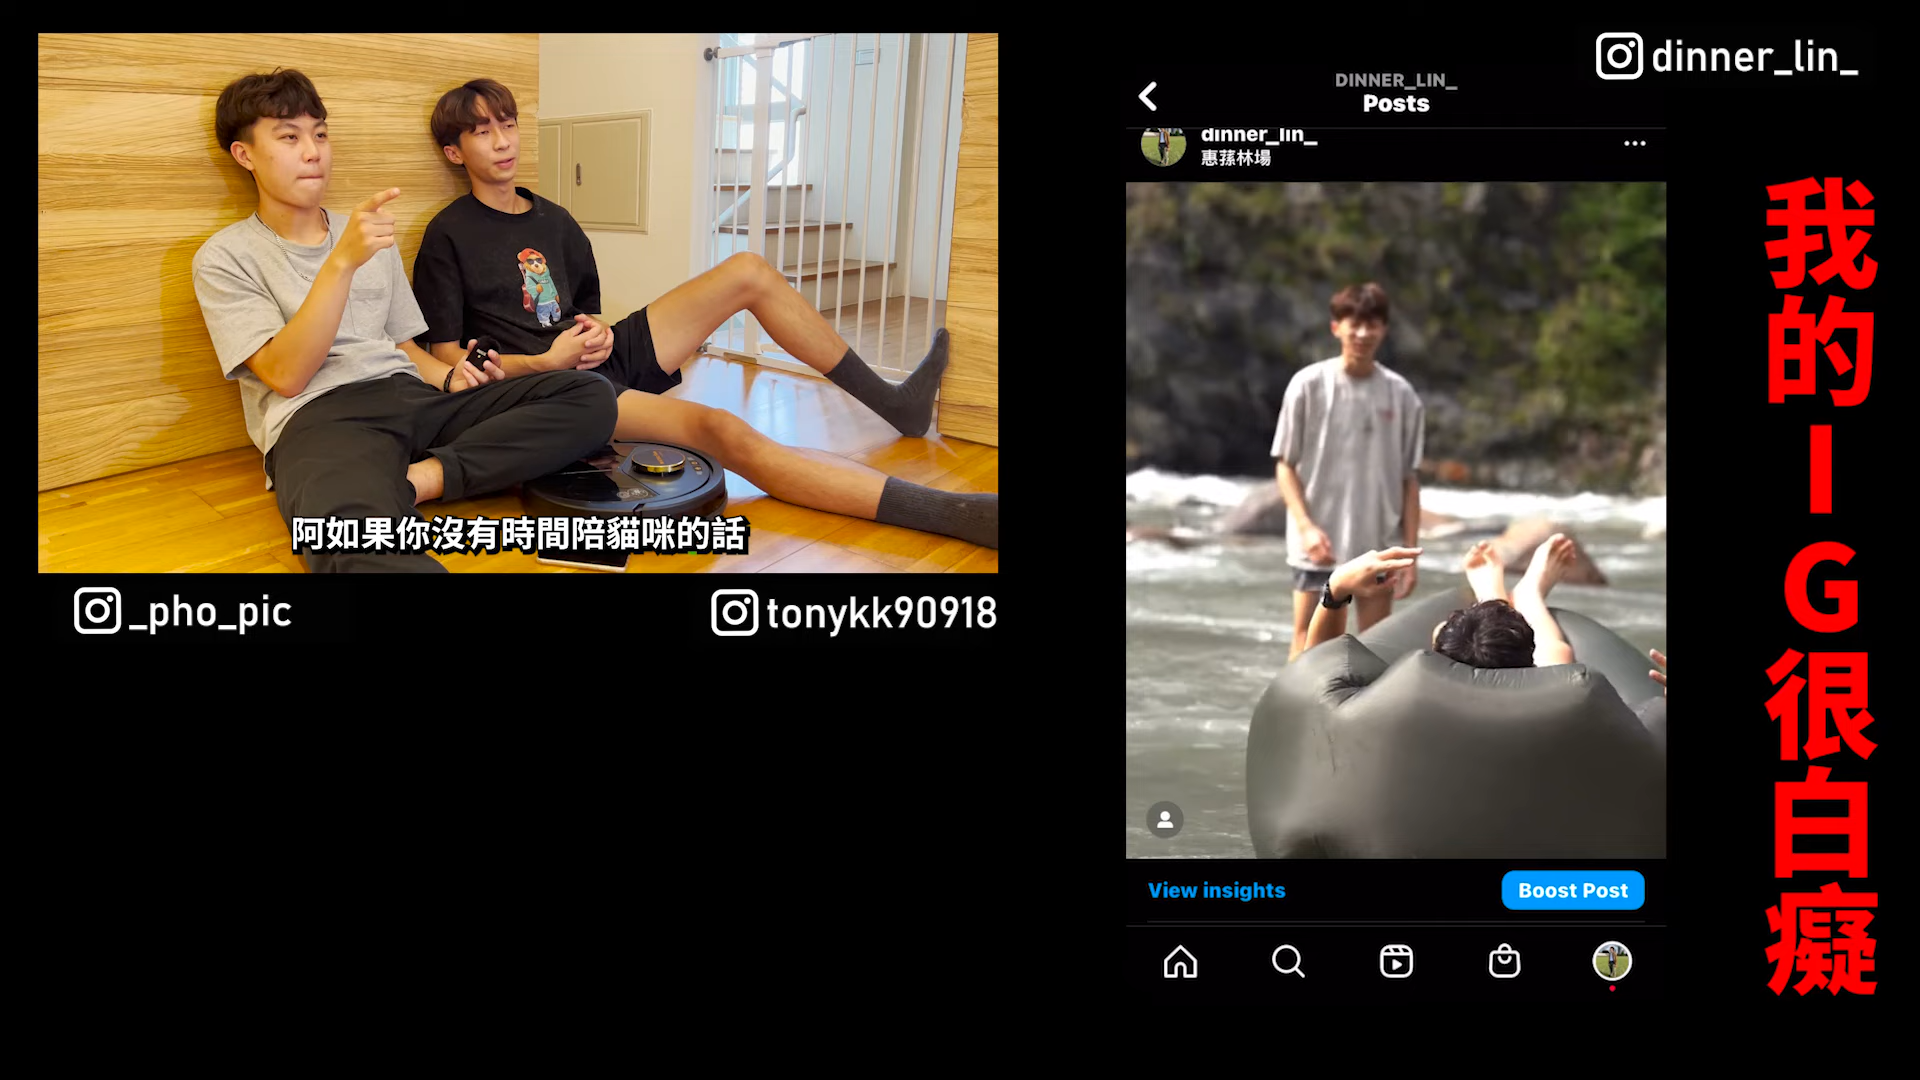 阿如果你沒有時間陪貓咪的話
_pho_pic
tonykk90918
DINNER_LIN_
Posts
dinner_lin_
惠蓀林場
View insights
Boost Post
dinner_lin_
我的IG很白癡